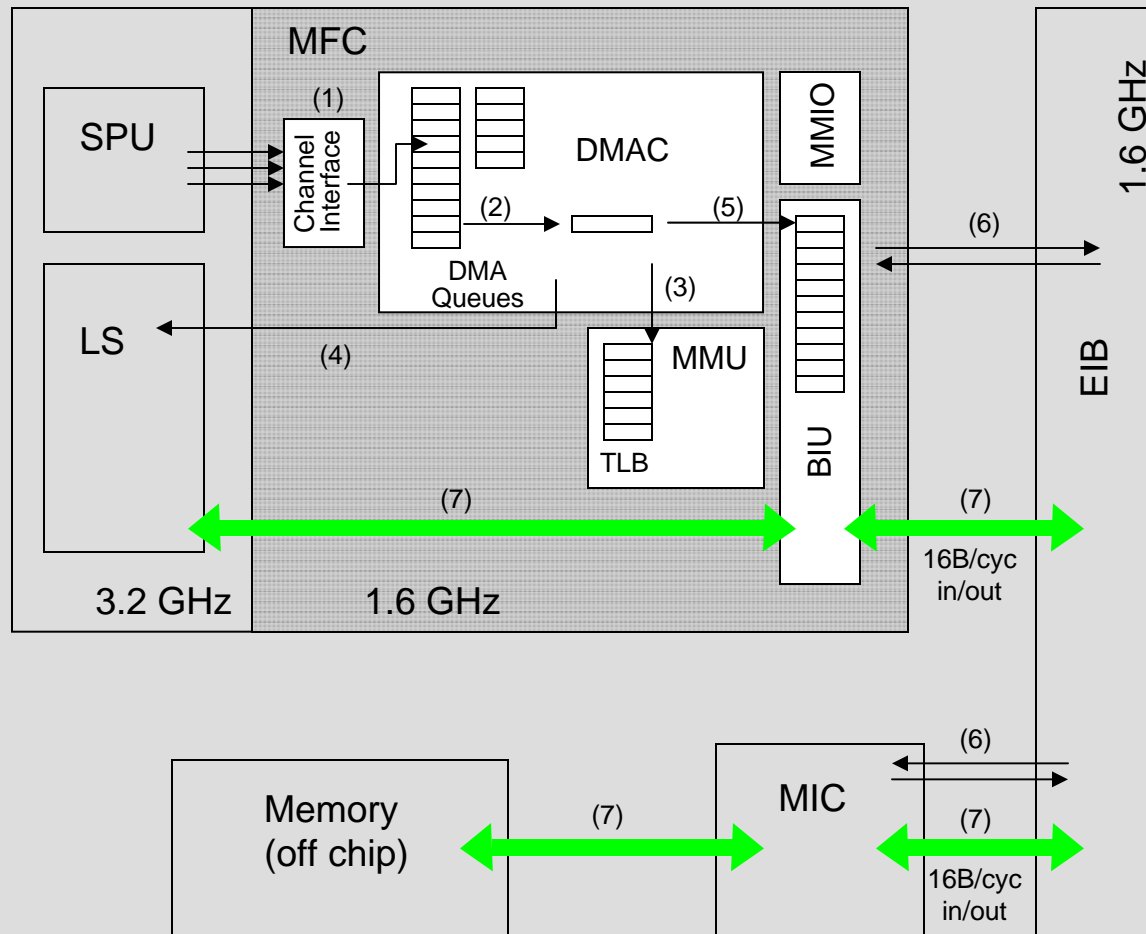 MFC
SPU
(1)
Channel
Interface
DMAC
MMIO
1.6 GHz
(2)
(5)
(6)
DMA
Queues
(3)
LS
(4)
MMU
TLB
BIU
EIB
(7)
(7)
16B/cyc
in/out
3.2 GHz
1.6 GHz
(6)
Memory
(off chip)
(7)
MIC
(7)
16B/cyc
in/out